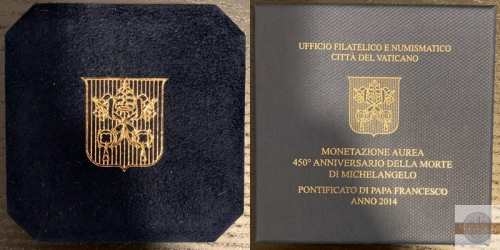 UFFICIO FILATELICO E NUMISMATICO
CITTÀ DEL VATICANO
MONETAZIONE AUREA
450° ANNIVERSARIO DELLA MORTE
DI MICHELANGELO
PONTIFICATO DI PAPA FRANCESCO
ANNO 2014